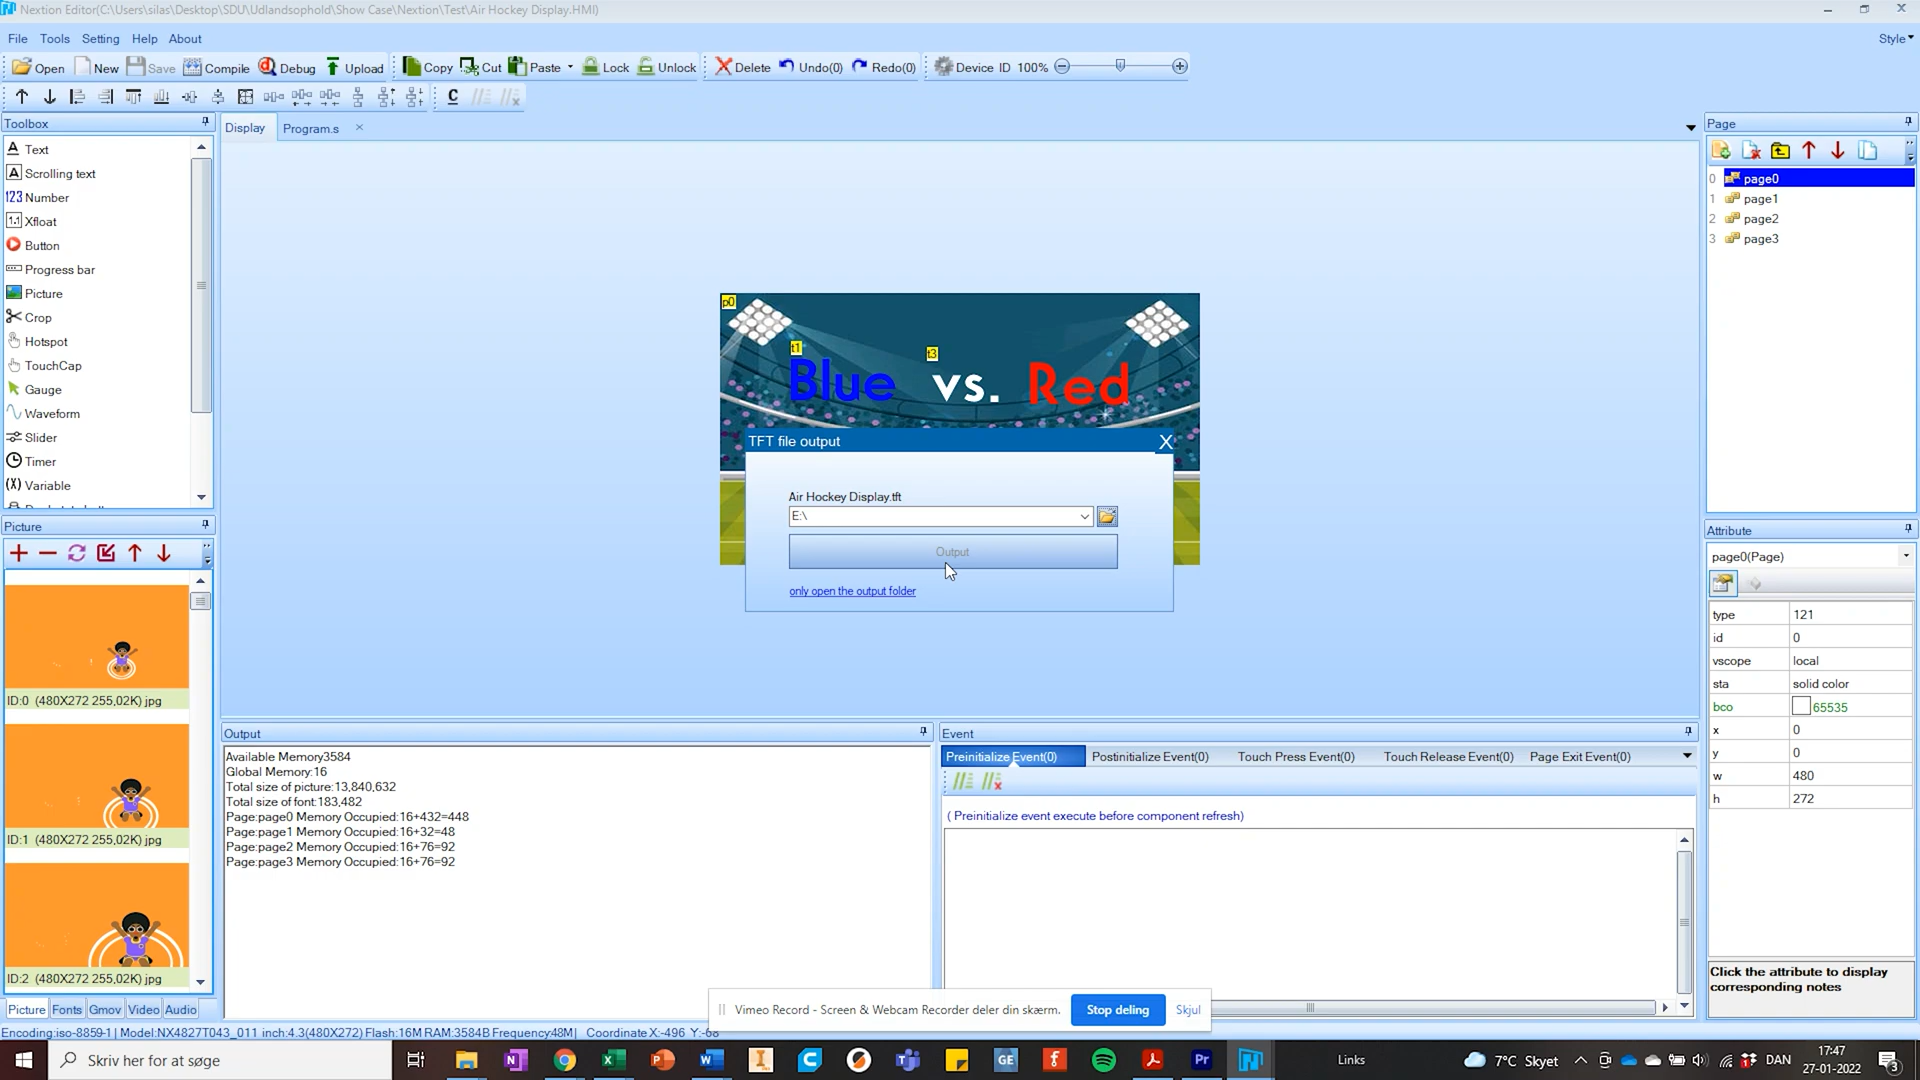 Nextion Editor(C:\Users\silas\Desktop\SDU\Udlandsophold\Show Case\Nextion\Test\Air Hockey Display.HMI)
File Tools Setting Help About
Style
Open New Save Compile Debug Upload Copy Cut Paste Lock Unlock Delete Undo(0) Redo(0) Device ID 100%
C
Toolbox
Text
Scrolling text
123 Number
Xfloat
Button
Progress bar
Picture
Crop
Hotspot
TouchCap
Gauge
Waveform
Slider
Timer
(X) Variable
Display Program.s
p0
t1
t3
Blue vs. Red
TFT file output X
Air Hockey Display.tft
E:\
Output
only open the output folder
Page
0 page0
1 page1
2 page2
3 page3
Picture
ID:0 (480X272 255,02K) jpg
ID:1 (480X272 255,02K) jpg
ID:2 (480X272 255,02K) jpg
Picture Fonts Gmov Video Audio
Output
Available Memory3584
Global Memory:16
Total size of picture:13,840,632
Total size of font:183,482
Page:page0 Memory Occupied:16+432=448
Page:page1 Memory Occupied:16+32=48
Page:page2 Memory Occupied:16+76=92
Page:page3 Memory Occupied:16+76=92
Event
Preinitialize Event(0) Postinitialize Event(0) Touch Press Event(0) Touch Release Event(0) Page Exit Event(0)
( Preinitialize event execute before component refresh)
Attribute
page0(Page)
type 121
id 0
vscope local
sta solid color
bco 65535
x 0
y 0
w 480
h 272
Click the attribute to display
corresponding notes
Vimeo Record - Screen & Webcam Recorder deler din skærm.
Stop deling
Skjul
Encoding:iso-8859-1 | Model:NX4827T043_011 inch:4.3(480X272) Flash:16M RAM:3584B Frequency48M| Coordinate X:-496 Y:-68
Skriv her for at søge
GE
Pr
Links
7°C Skyet
DAN
17:47
27-01-2022
3